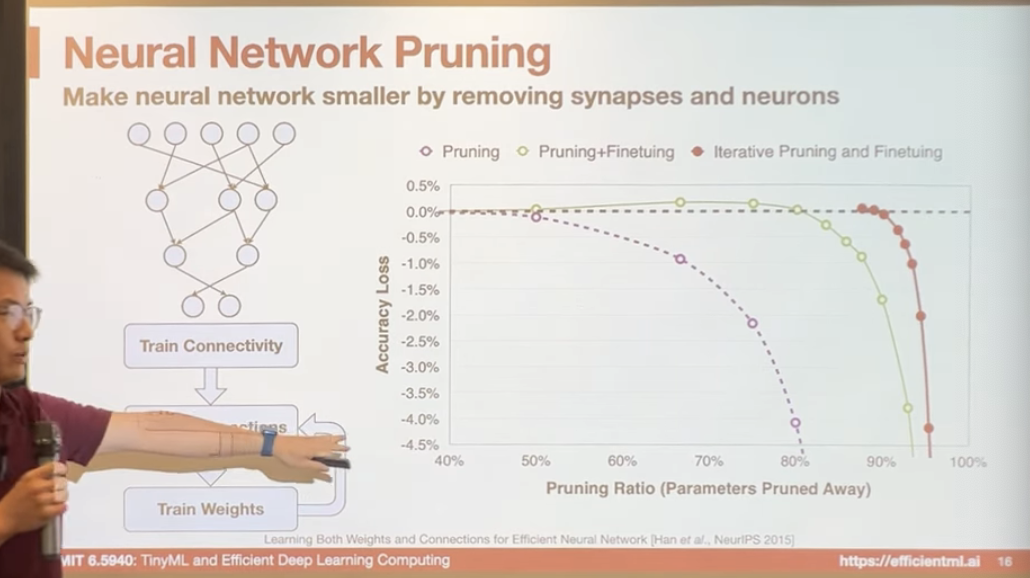 Neural Network Pruning
Make neural network smaller by removing synapses and neurons
Pruning Pruning+Finetuing Iterative Pruning and Finetuing
0.5%
0.0%
-0.5%
-1.0%
-1.5%
-2.0%
-2.5%
-3.0%
-3.5%
-4.0%
-4.5%
Accuracy Loss
40% 50% 60% 70% 80% 90% 100%
Pruning Ratio (Parameters Pruned Away)
Train Connectivity
Train Weights
Learning Both Weights and Connections for Efficient Neural Network [Han et al., NeurIPS 2015]
MIT 6.5940: TinyML and Efficient Deep Learning Computing
https://efficientml.ai 16